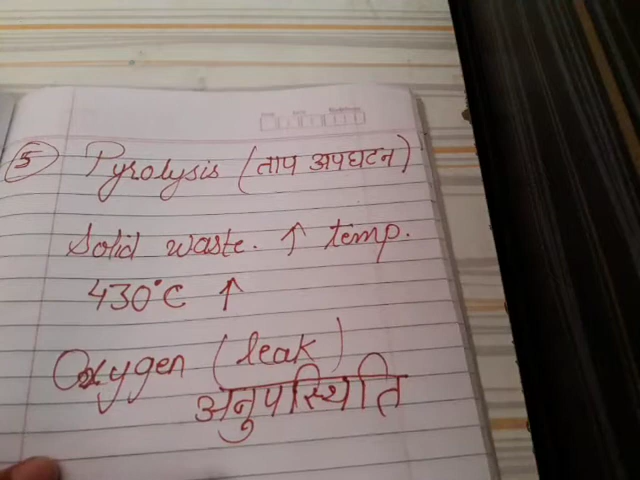 5 Pyrolysis (ताप अपघटन)
Solid waste. ↑ temp.
430°C ↑
Oxygen (leak)
अनुपस्थिति